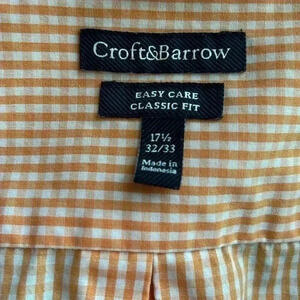 Croft&Barrow
EASY CARE
CLASSIC FIT
17½
32/33
Made in
Indonesia